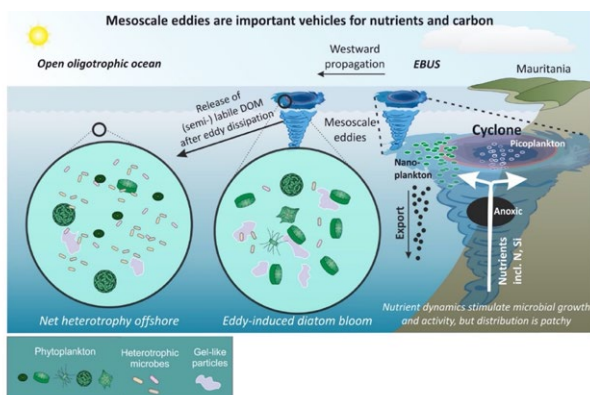 Mesoscale eddies are important vehicles for nutrients and carbon
Open oligotrophic ocean
Westward
propagation
EBUS
Mauritania
Release of
(semi-) labile DOM
after eddy dissipation
Mesoscale
eddies
Cyclone
Picoplankton
Nano-
plankton
Anoxic
Export
Nutrients
incl. N, Si
Net heterotrophy offshore
Eddy-induced diatom bloom
Nutrient dynamics stimulate microbial growth
and activity, but distribution is patchy
Phytoplankton
Heterotrophic
microbes
Gel-like
particles